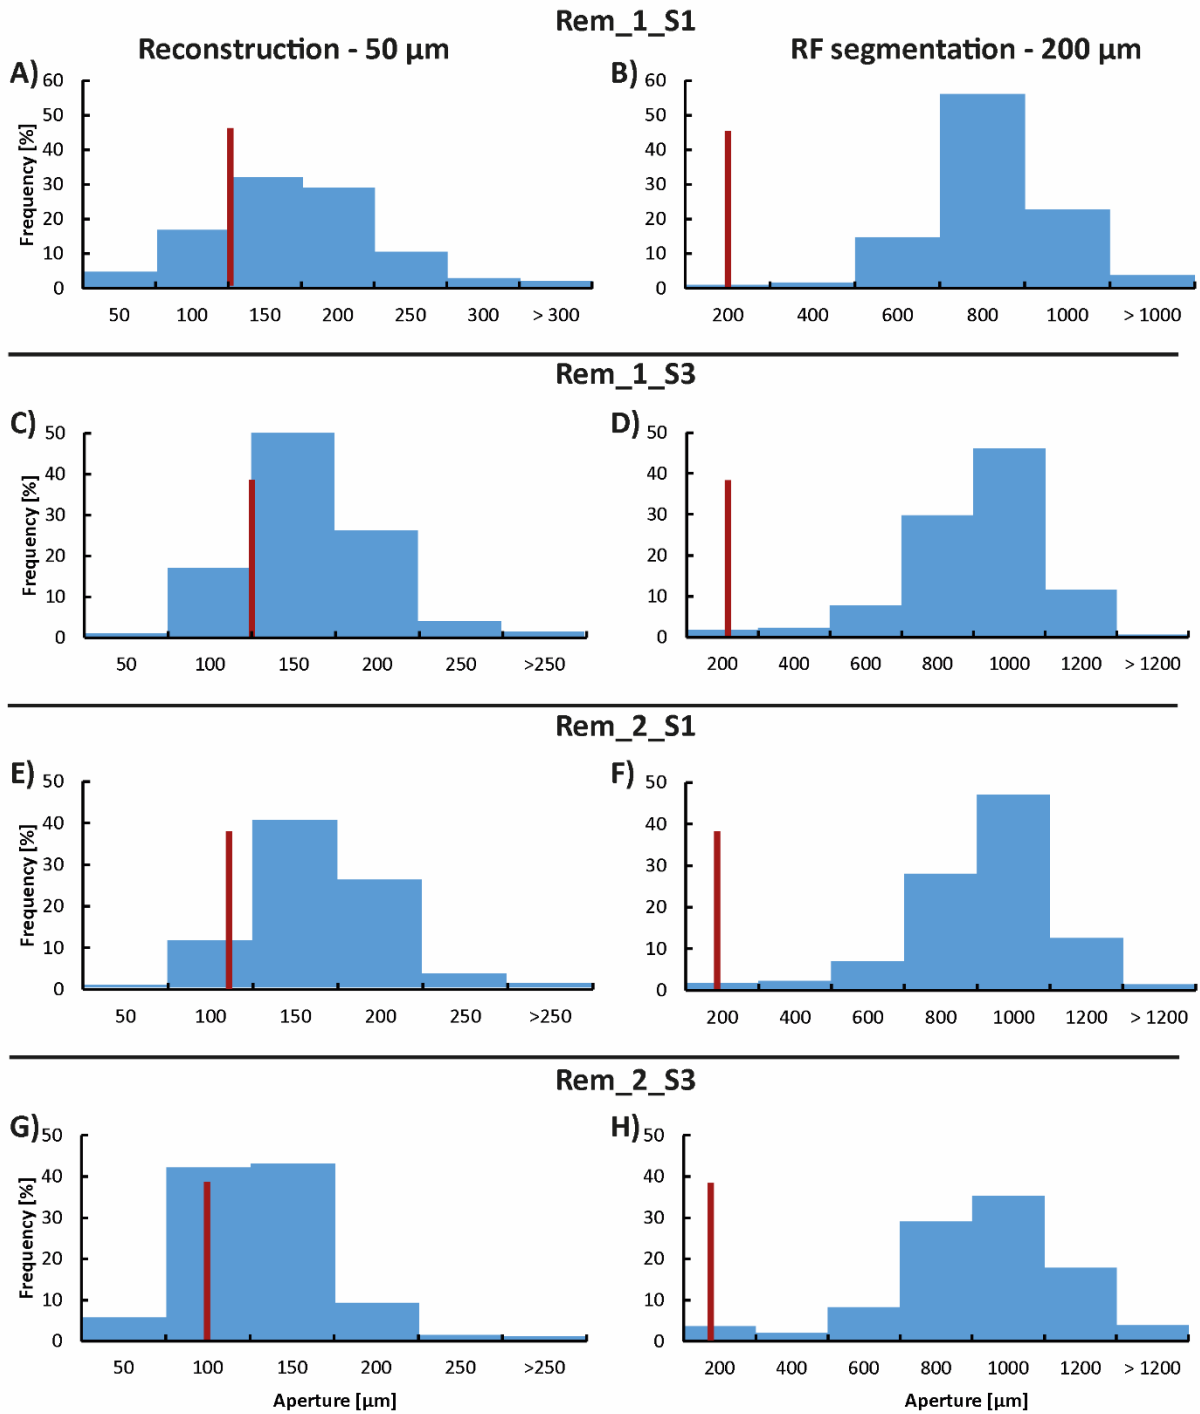 Rem_1_S1
Reconstruction - 50 µm
RF segmentation - 200 µm
A)
Frequency [%]
60
50
40
30
20
10
0
50 100 150 200 250 300 > 300
B)
60
50
40
30
20
10
0
200 400 600 800 1000 > 1000
Rem_1_S3
C)
Frequency [%]
50
40
30
20
10
0
50 100 150 200 250 >250
D)
50
40
30
20
10
0
200 400 600 800 1000 1200 > 1200
Rem_2_S1
E)
Frequency [%]
50
40
30
20
10
0
50 100 150 200 250 >250
F)
50
40
30
20
10
0
200 400 600 800 1000 1200 > 1200
Rem_2_S3
G)
Frequency [%]
50
40
30
20
10
0
50 100 150 200 250 >250
Aperture [µm]
H)
50
40
30
20
10
0
200 400 600 800 1000 1200 > 1200
Aperture [µm]